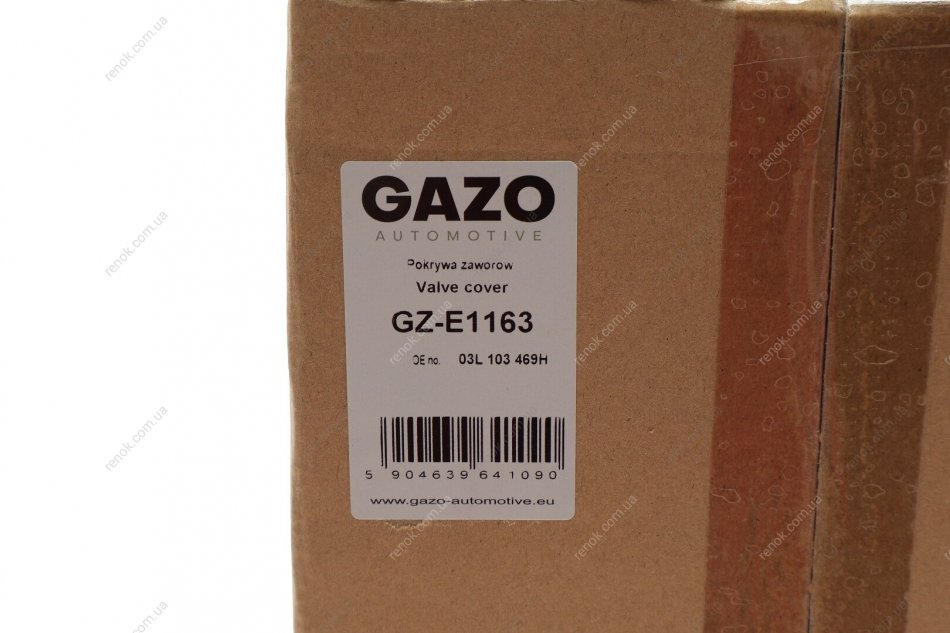 GAZO
AUTOMOTIVE
Pokrywa zaworów
Valve cover
GZ-E1163
OE no. 03L 103 469H
5 904639 641090
www.gazo-automotive.eu
renok.com.ua